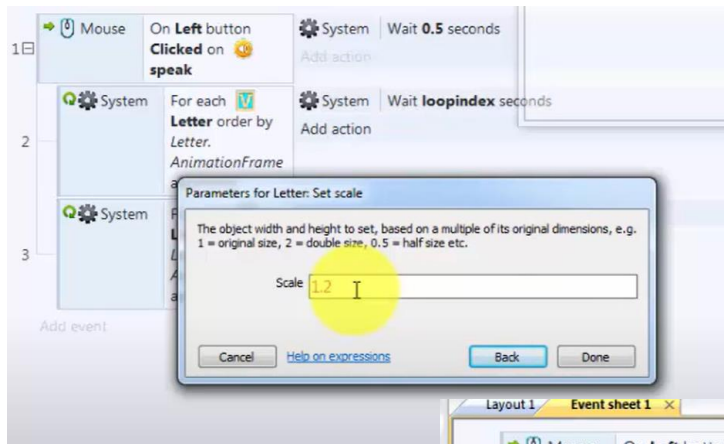 Mouse On Left button System Wait 0.5 seconds
1 Clicked on
speak Add action
System For each System Wait loopindex seconds
Letter order by Add action
2 Letter.
AnimationFrame
Parameters for Letter: Set scale
System
The object width and height to set, based on a multiple of its original dimensions, e.g.
1 = original size, 2 = double size, 0.5 = half size etc.
3
Scale 1.2
Add event
Cancel Help on expressions Back Done
Layout 1 Event sheet 1